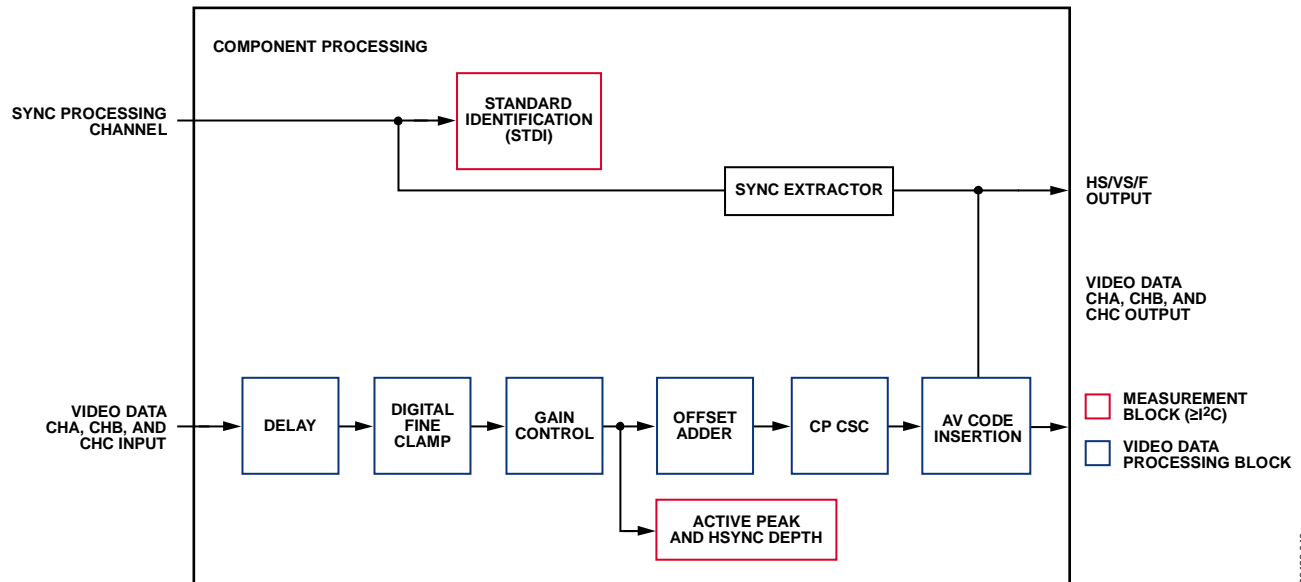 COMPONENT PROCESSING
SYNC PROCESSING
CHANNEL
STANDARD
IDENTIFICATION
(STDI)
SYNC EXTRACTOR
HS/VS/F
OUTPUT
VIDEO DATA
CHA, CHB, AND
CHC OUTPUT
VIDEO DATA
CHA, CHB, AND
CHC INPUT
DELAY
DIGITAL
FINE
CLAMP
GAIN
CONTROL
OFFSET
ADDER
CP CSC
AV CODE
INSERTION
MEASUREMENT
BLOCK (≥I²C)
VIDEO DATA
PROCESSING BLOCK
ACTIVE PEAK
AND HSYNC DEPTH